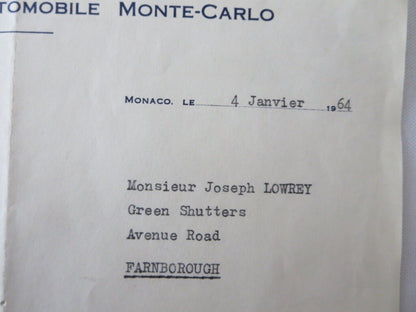 TOMOBILE MONTE-CARLO
MONACO. LE 4 Janvier 1964
Monsieur Joseph LOWREY
Green Shutters
Avenue Road
FARNBOROUGH